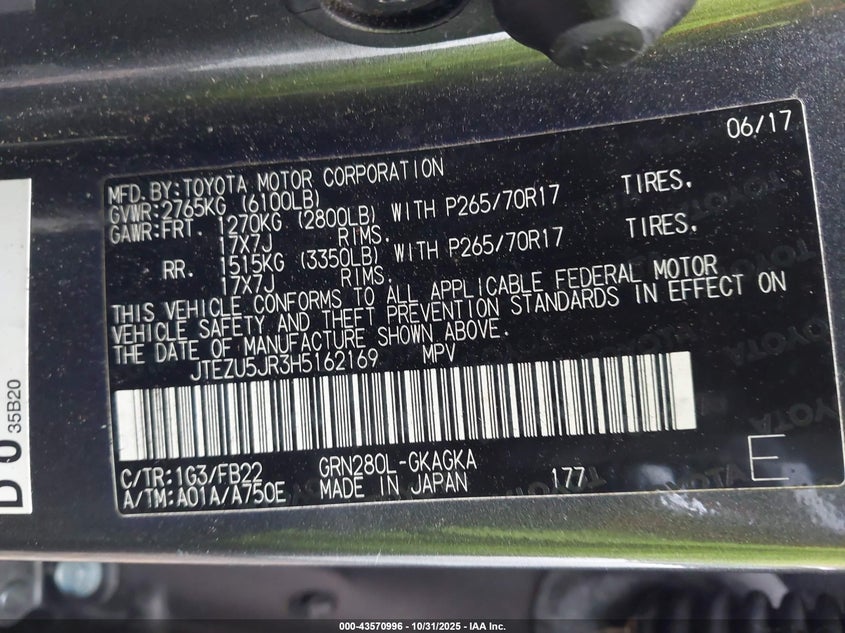 06/17
MFD. BY: TOYOTA MOTOR CORPORATION
GVWR: 2765KG (6100LB)
GAWR: FRT. 1270KG (2800LB) WITH P265/70R17 TIRES,
17X7J RIMS.
RR. 1515KG (3350LB) WITH P265/70R17 TIRES,
17X7J RIMS.
THIS VEHICLE CONFORMS TO ALL APPLICABLE FEDERAL MOTOR
VEHICLE SAFETY AND THEFT PREVENTION STANDARDS IN EFFECT ON
THE DATE OF MANUFACTURE SHOWN ABOVE.
JTEZU5JR3H5162169 MPV
C/TR: 1G3/FB22 GRN280L-GKAGKA
A/TM: A01A/A750E MADE IN JAPAN 177 E
35B20
000-43570996 - 10/31/2025 - IAA Inc.